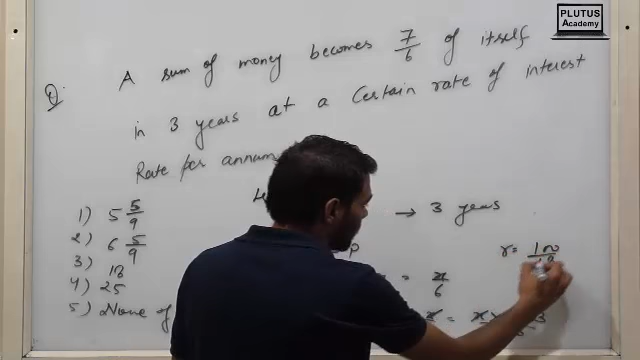 PLUTUS
Academy
Q. A sum of money becomes 7/6 of itself
in 3 years at a Certain rate of interest
Rate per annum
1) 5 5/9
2) 6 5/9
3) 18
4) 25
5) None of
→ 3 years
P
= x/6
r = 100